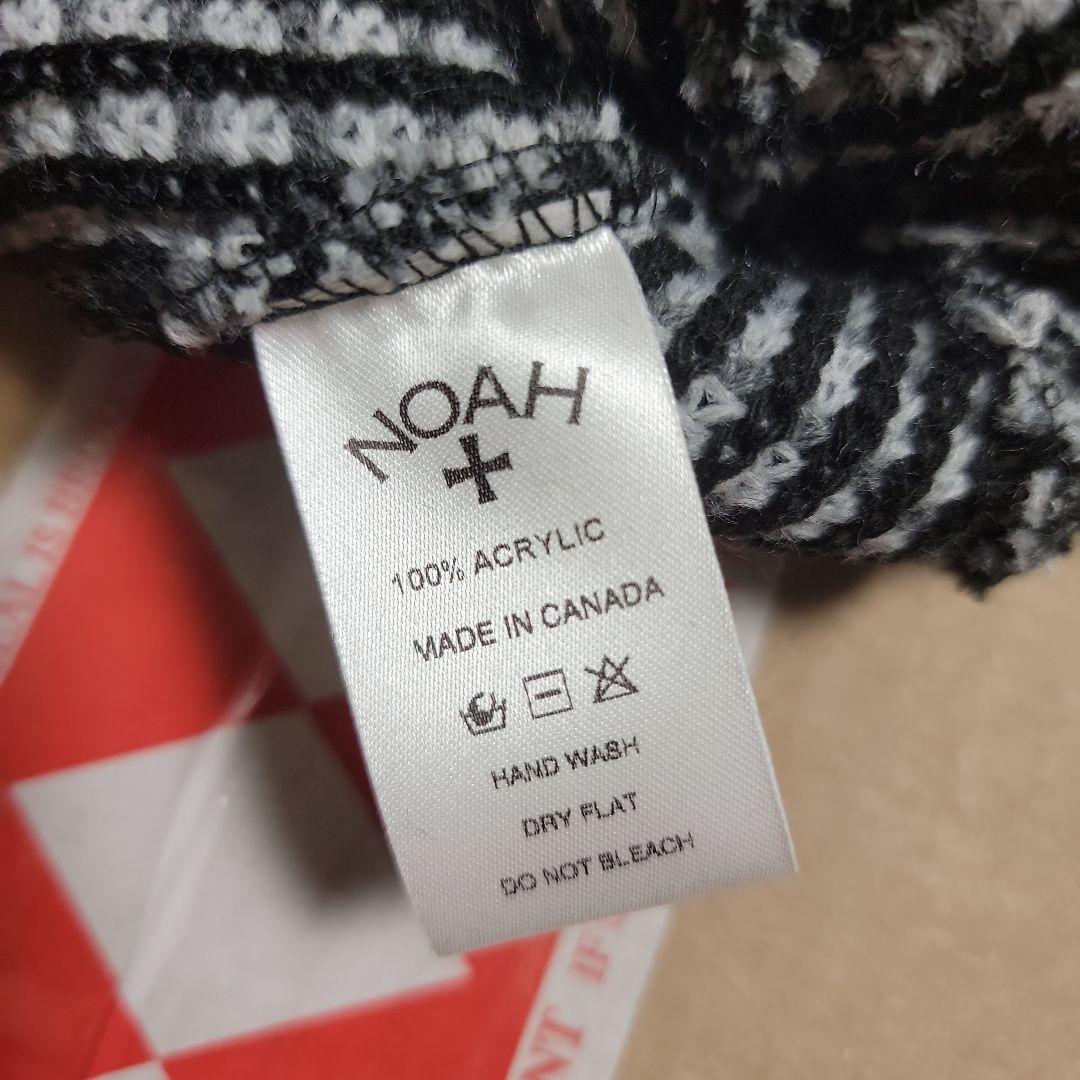 NOAH
100% ACRYLIC
MADE IN CANADA
HAND WASH
DRY FLAT
DO NOT BLEACH